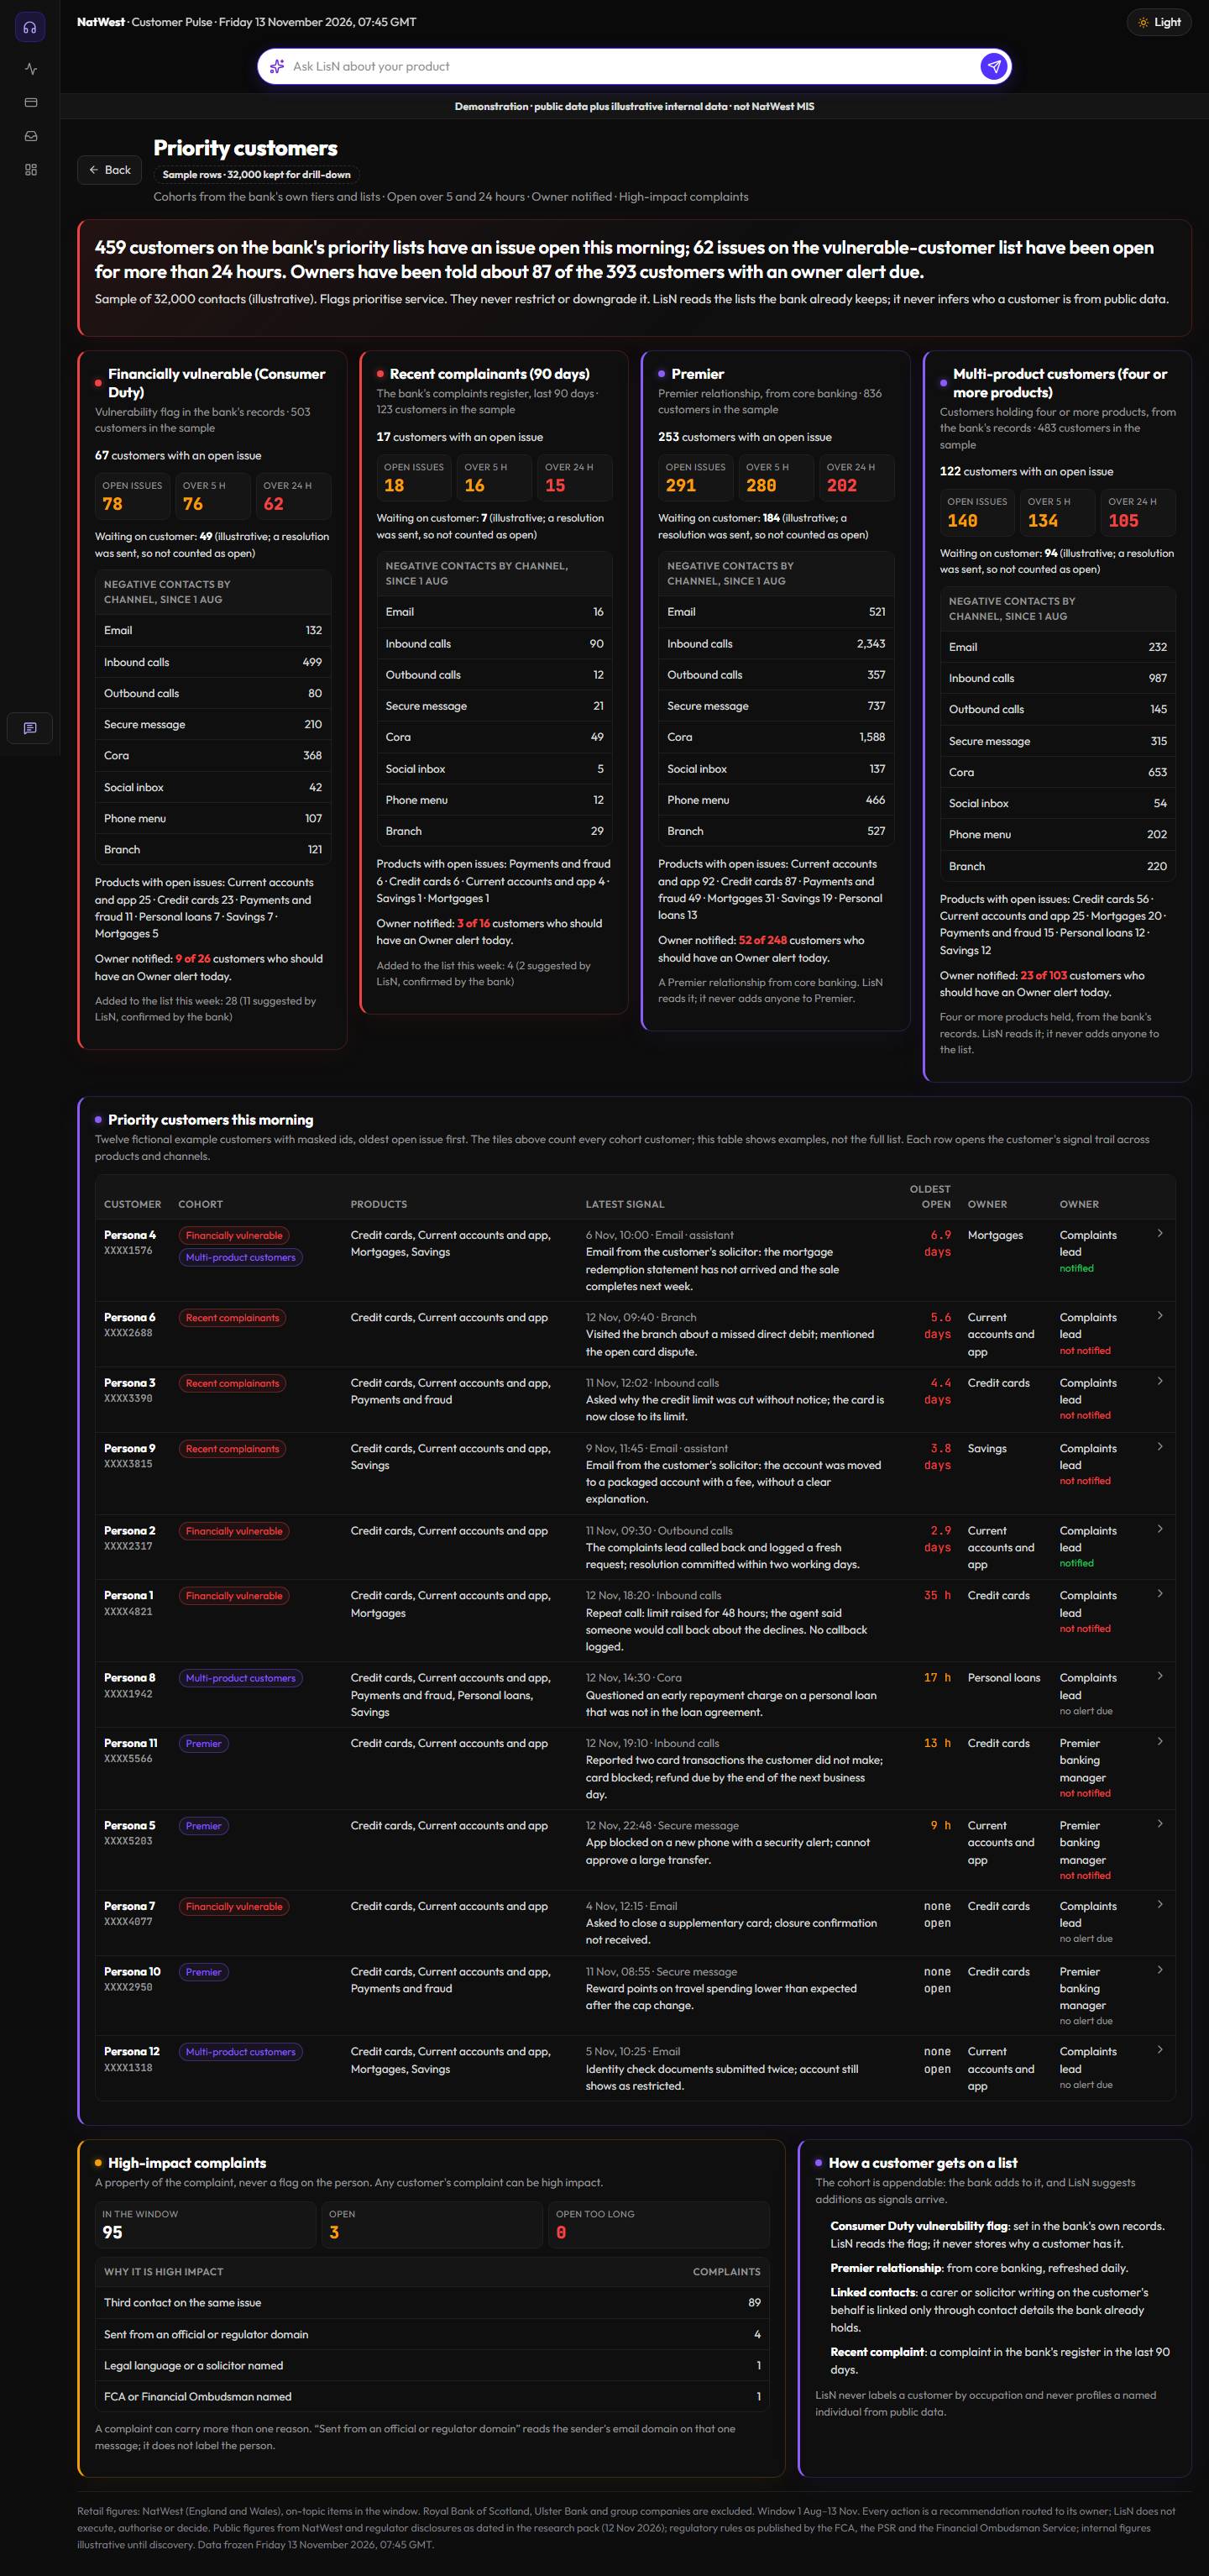 NatWest · Customer Pulse · Friday 13 November 2026, 07:45 GMT
Light
Ask LisN about your product
Demonstration · public data plus illustrative internal data · not NatWest MIS
Back
Priority customers
Sample rows · 32,000 kept for drill-down
Cohorts from the bank's own tiers and lists · Open over 5 and 24 hours · Owner notified · High-impact complaints
459 customers on the bank's priority lists have an issue open this morning; 62 issues on the vulnerable-customer list have been open
for more than 24 hours. Owners have been told about 87 of the 393 customers with an owner alert due.
Sample of 32,000 contacts (illustrative). Flags prioritise service. They never restrict or downgrade it. LisN reads the lists the bank already keeps; it never infers who a customer is from public data.
Financially vulnerable (Consumer
Duty)
Vulnerability flag in the bank's records · 503
customers in the sample
67 customers with an open issue
OPEN ISSUES OVER 5 H OVER 24 H
78 76 62
Waiting on customer: 49 (illustrative; a resolution
was sent, so not counted as open)
NEGATIVE CONTACTS BY
CHANNEL, SINCE 1 AUG
Email 132
Inbound calls 499
Outbound calls 80
Secure message 210
Cora 368
Social inbox 42
Phone menu 107
Branch 121
Products with open issues: Current accounts
and app 25 · Credit cards 23 · Payments and
fraud 11 · Personal loans 7 · Savings 7 ·
Mortgages 5
Owner notified: 9 of 26 customers who should
have an Owner alert today.
Added to the list this week: 28 (11 suggested by
LisN, confirmed by the bank)
Recent complainants (90 days)
The bank's complaints register, last 90 days ·
123 customers in the sample
17 customers with an open issue
OPEN ISSUES OVER 5 H OVER 24 H
18 16 15
Waiting on customer: 7 (illustrative; a resolution
was sent, so not counted as open)
NEGATIVE CONTACTS BY CHANNEL,
SINCE 1 AUG
Email 16
Inbound calls 90
Outbound calls 12
Secure message 21
Cora 49
Social inbox 5
Phone menu 12
Branch 29
Products with open issues: Payments and fraud
6 · Credit cards 6 · Current accounts and app 4 ·
Savings 1 · Mortgages 1
Owner notified: 3 of 16 customers who should
have an Owner alert today.
Added to the list this week: 4 (2 suggested by
LisN, confirmed by the bank)
Premier
Premier relationship, from core banking · 836
customers in the sample
253 customers with an open issue
OPEN ISSUES OVER 5 H OVER 24 H
291 280 202
Waiting on customer: 184 (illustrative; a
resolution was sent, so not counted as open)
NEGATIVE CONTACTS BY
CHANNEL, SINCE 1 AUG
Email 521
Inbound calls 2,343
Outbound calls 357
Secure message 737
Cora 1,588
Social inbox 137
Phone menu 466
Branch 527
Products with open issues: Current accounts
and app 92 · Credit cards 87 · Payments and
fraud 49 · Mortgages 31 · Savings 19 · Personal
loans 13
Owner notified: 52 of 248 customers who
should have an Owner alert today.
A Premier relationship from core banking. LisN
reads it; it never adds anyone to Premier.
Multi-product customers (four or
more products)
Customers holding four or more products, from
the bank's records · 483 customers in the
sample
122 customers with an open issue
OPEN ISSUES OVER 5 H OVER 24 H
140 134 105
Waiting on customer: 94 (illustrative; a resolution
was sent, so not counted as open)
NEGATIVE CONTACTS BY
CHANNEL, SINCE 1 AUG
Email 232
Inbound calls 987
Outbound calls 145
Secure message 315
Cora 653
Social inbox 54
Phone menu 202
Branch 220
Products with open issues: Credit cards 56 ·
Current accounts and app 25 · Mortgages 20 ·
Payments and fraud 15 · Personal loans 12 ·
Savings 12
Owner notified: 23 of 103 customers who
should have an Owner alert today.
Four or more products held, from the bank's
records. LisN reads it; it never adds anyone to
the list.
Priority customers this morning
Twelve fictional example customers with masked ids, oldest open issue first. The tiles above count every cohort customer; this table shows examples, not the full list. Each row opens the customer's signal trail across
products and channels.
CUSTOMER COHORT PRODUCTS LATEST SIGNAL OLDEST OPEN OWNER OWNER
Persona 4
XXXX1576
Financially vulnerable
Multi-product customers
Credit cards, Current accounts and app,
Mortgages, Savings
6 Nov, 10:00 · Email · assistant
Email from the customer's solicitor: the mortgage
redemption statement has not arrived and the sale
completes next week.
6.9
days
Mortgages
Complaints
lead
notified
Persona 6
XXXX2688
Recent complainants
Credit cards, Current accounts and app
12 Nov, 09:40 · Branch
Visited the branch about a missed direct debit; mentioned
the open card dispute.
5.6
days
Current
accounts and
app
Complaints
lead
not notified
Persona 3
XXXX3390
Recent complainants
Credit cards, Current accounts and app,
Payments and fraud
11 Nov, 12:02 · Inbound calls
Asked why the credit limit was cut without notice; the card is
now close to its limit.
4.4
days
Credit cards
Complaints
lead
not notified
Persona 9
XXXX3815
Recent complainants
Credit cards, Current accounts and app,
Savings
9 Nov, 11:45 · Email · assistant
Email from the customer's solicitor: the account was moved
to a packaged account with a fee, without a clear
explanation.
3.8
days
Savings
Complaints
lead
not notified
Persona 2
XXXX2317
Financially vulnerable
Credit cards, Current accounts and app
11 Nov, 09:30 · Outbound calls
The complaints lead called back and logged a fresh
request; resolution committed within two working days.
2.9
days
Current
accounts and
app
Complaints
lead
notified
Persona 1
XXXX4821
Financially vulnerable
Credit cards, Current accounts and app,
Mortgages
12 Nov, 18:20 · Inbound calls
Repeat call: limit raised for 48 hours; the agent said
someone would call back about the declines. No callback
logged.
35 h
Credit cards
Complaints
lead
not notified
Persona 8
XXXX1942
Multi-product customers
Credit cards, Current accounts and app,
Payments and fraud, Personal loans,
Savings
12 Nov, 14:30 · Cora
Questioned an early repayment charge on a personal loan
that was not in the loan agreement.
17 h
Personal loans
Complaints
lead
no alert due
Persona 11
XXXX5566
Premier
Credit cards, Current accounts and app
12 Nov, 19:10 · Inbound calls
Reported two card transactions the customer did not make;
card blocked; refund due by the end of the next business
day.
13 h
Credit cards
Premier
banking
manager
not notified
Persona 5
XXXX5203
Premier
Credit cards, Current accounts and app
12 Nov, 22:48 · Secure message
App blocked on a new phone with a security alert; cannot
approve a large transfer.
9 h
Current
accounts and
app
Premier
banking
manager
not notified
Persona 7
XXXX4077
Financially vulnerable
Credit cards, Current accounts and app
4 Nov, 12:15 · Email
Asked to close a supplementary card; closure confirmation
not received.
none
open
Credit cards
Complaints
lead
no alert due
Persona 10
XXXX2950
Premier
Credit cards, Current accounts and app,
Payments and fraud
11 Nov, 08:55 · Secure message
Reward points on travel spending lower than expected
after the cap change.
none
open
Credit cards
Premier
banking
manager
no alert due
Persona 12
XXXX1318
Multi-product customers
Credit cards, Current accounts and app,
Mortgages, Savings
5 Nov, 10:25 · Email
Identity check documents submitted twice; account still
shows as restricted.
none
open
Current
accounts and
app
Complaints
lead
no alert due
High-impact complaints
A property of the complaint, never a flag on the person. Any customer's complaint can be high impact.
IN THE WINDOW OPEN OPEN TOO LONG
95 3 0
WHY IT IS HIGH IMPACT COMPLAINTS
Third contact on the same issue 89
Sent from an official or regulator domain 4
Legal language or a solicitor named 1
FCA or Financial Ombudsman named 1
A complaint can carry more than one reason. “Sent from an official or regulator domain” reads the sender's email domain on that one
message; it does not label the person.
How a customer gets on a list
The cohort is appendable: the bank adds to it, and LisN suggests
additions as signals arrive.
Consumer Duty vulnerability flag: set in the bank's own records.
LisN reads the flag; it never stores why a customer has it.
Premier relationship: from core banking, refreshed daily.
Linked contacts: a carer or solicitor writing on the customer's
behalf is linked only through contact details the bank already
holds.
Recent complaint: a complaint in the bank's register in the last 90
days.
LisN never labels a customer by occupation and never profiles a named
individual from public data.
Retail figures: NatWest (England and Wales), on-topic items in the window. Royal Bank of Scotland, Ulster Bank and group companies are excluded. Window 1 Aug–13 Nov. Every action is a recommendation routed to its owner; LisN does not
execute, authorise or decide. Public figures from NatWest and regulator disclosures as dated in the research pack (12 Nov 2026); regulatory rules as published by the FCA, the PSR and the Financial Ombudsman Service; internal figures
illustrative until discovery. Data frozen Friday 13 November 2026, 07:45 GMT.